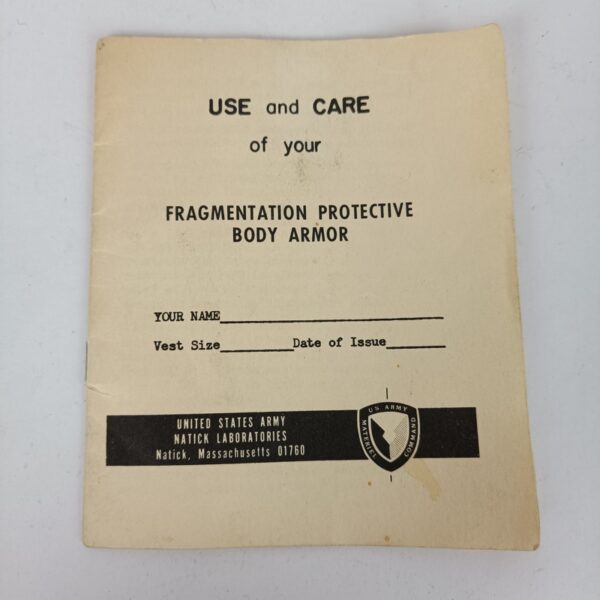 USE and CARE
of your
FRAGMENTATION PROTECTIVE
BODY ARMOR
YOUR NAME
Vest Size Date of Issue
UNITED STATES ARMY
NATICK LABORATORIES
Natick, Massachusetts 01760
U.S. ARMY
MATERIEL
COMMAND